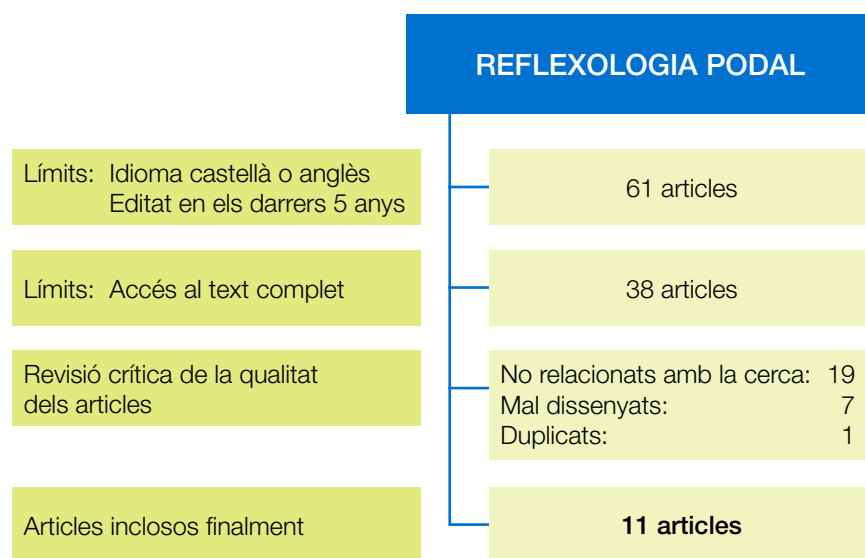 REFLEXOLOGIA PODAL
Límits: Idioma castellà o anglès
Editat en els darrers 5 anys
61 articles
Límits: Accés al text complet
38 articles
Revisió crítica de la qualitat
dels articles
No relacionats amb la cerca: 19
Mal dissenyats: 7
Duplicats: 1
Articles inclosos finalment
11 articles